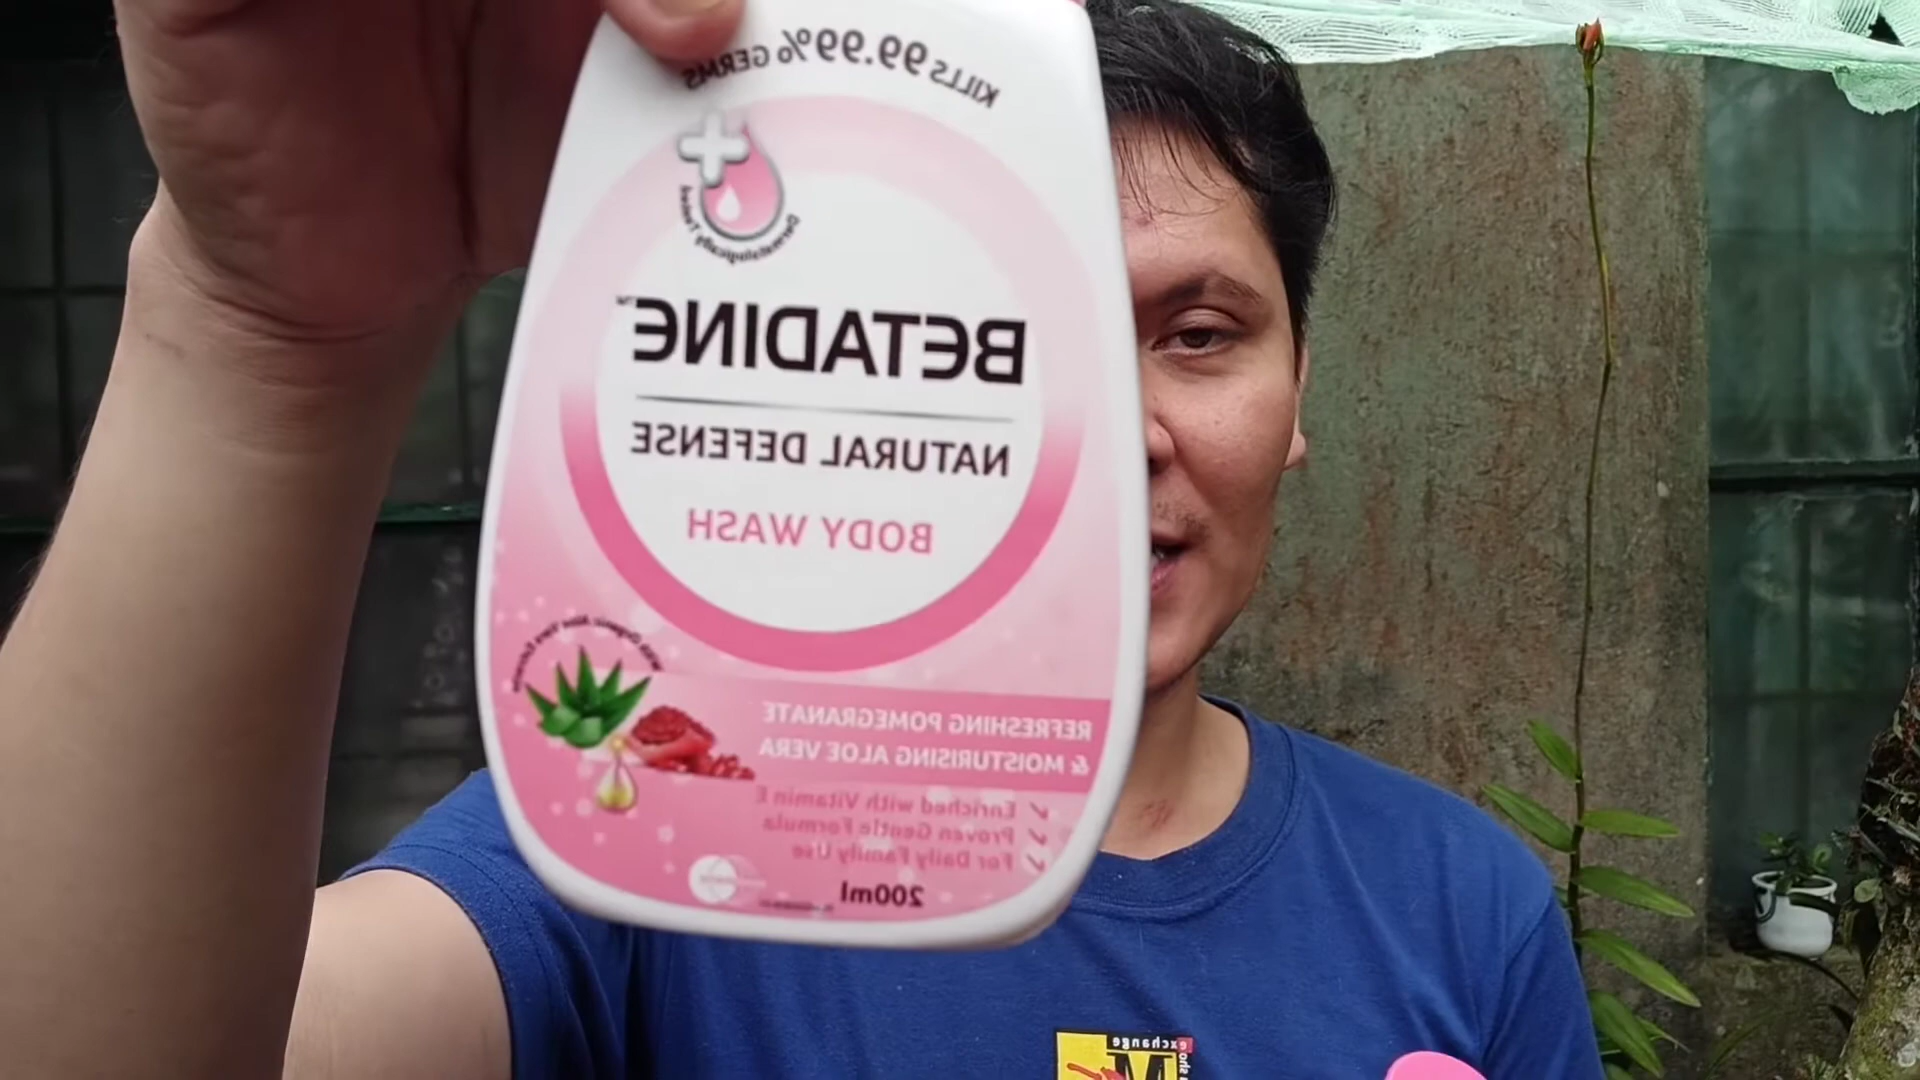 KILLS 99.99% GERMS
Dermatologically Tested
BETADINE™
NATURAL DEFENSE
BODY WASH
With Organic Aloe Vera Extract
REFRESHING POMEGRANATE
& MOISTURISING ALOE VERA
✓ Enriched with Vitamin E
✓ Proven Gentle Formula
✓ For Daily Family Use
200ml
exchange
M